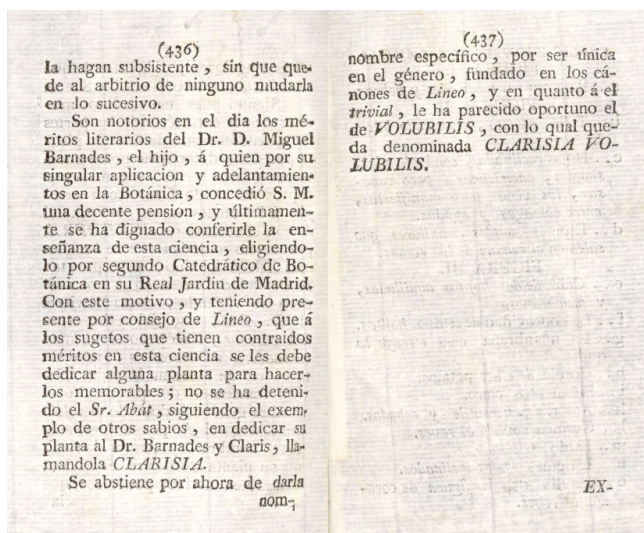 (436)
la hagan subsistente , sin que que-
de al arbitrio de ninguno mudarla
en lo sucesivo.
Son notorios en el dia los mé-
ritos literarios del Dr. D. Miguel
Barnades , el hijo , á quien por su
singular aplicacion y adelantamien-
tos en la Botánica , concedió S. M.
una decente pension , y últimamen-
te se ha dignado conferirle la en-
señanza de esta ciencia , eligiendo-
lo por segundo Catedrático de Bo-
tánica en su Real Jardin de Madrid.
Con este motivo , y teniendo pre-
sente por consejo de Lineo , que á
los sugetos que tienen contraidos
méritos en esta ciencia se les debe
dedicar alguna planta para hacer-
los memorables ; no se ha deteni-
do el Sr. Abát , siguiendo el exem-
plo de otros sabios , en dedicar su
planta al Dr. Barnades y Claris , lla-
mandola CLARISIA.
Se abstiene por ahora de darla
nom-
(437)
nombre específico , por ser única
en el género , fundado en los cá-
nones de Lineo , y en quanto á el
trivial , le ha parecido oportuno el
de VOLUBILIS , con lo qual que-
da denominada CLARISIA VO-
LUBILIS.
EX-